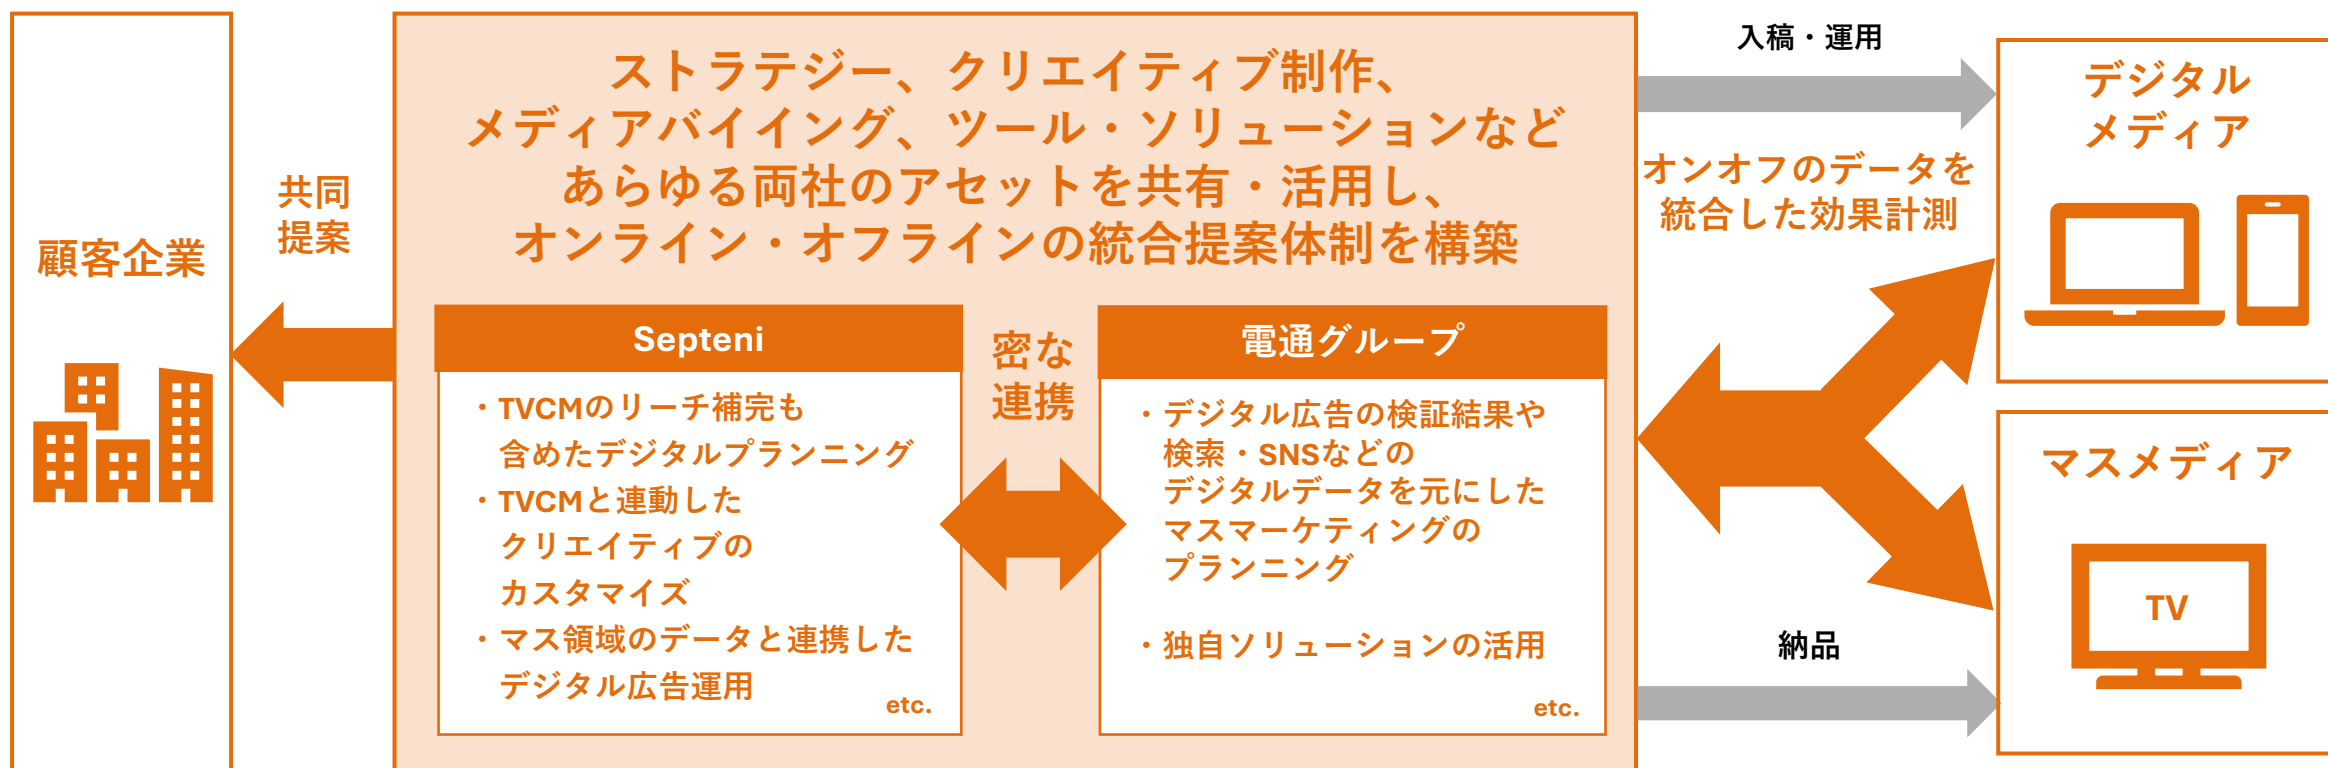 顧客企業
共同
提案
ストラテジー、クリエイティブ制作、
メディアバイイング、ツール・ソリューションなど
あらゆる両社のアセットを共有・活用し、
オンライン・オフラインの統合提案体制を構築
Septeni
・TVCMのリーチ補完も
含めたデジタルプランニング
・TVCMと連動した
クリエイティブの
カスタマイズ
・マス領域のデータと連携した
デジタル広告運用
etc.
密な
連携
電通グループ
・デジタル広告の検証結果や
検索・SNSなどの
デジタルデータを元にした
マスマーケティングの
プランニング
・独自ソリューションの活用
etc.
入稿・運用
オンオフのデータを
統合した効果計測
納品
デジタル
メディア
マスメディア
TV